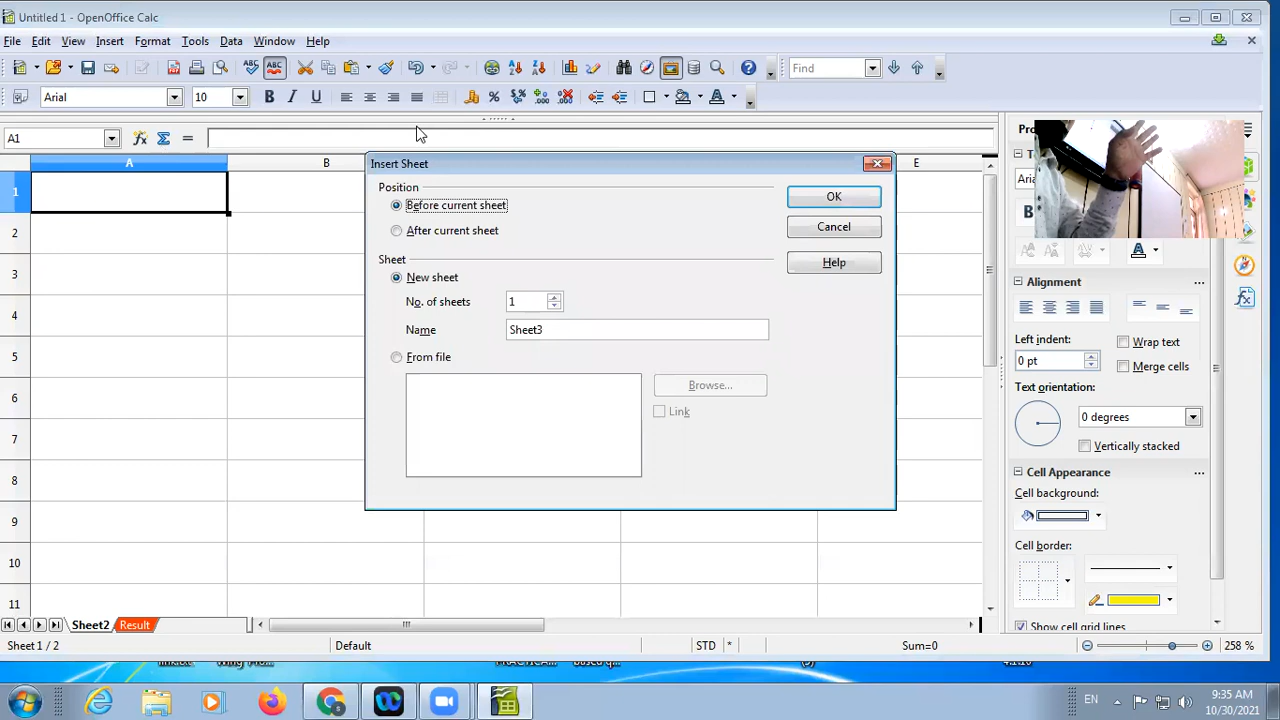 Untitled 1 - OpenOffice Calc
File Edit View Insert Format Tools Data Window Help
Find
Arial 10
A1
A B E
1
2
3
4
5
6
7
8
9
10
11
Insert Sheet
Position
Before current sheet
After current sheet
Sheet
New sheet
No. of sheets 1
Name Sheet3
From file
Browse...
Link
OK
Cancel
Help
Alignment
Left indent:
0 pt
Wrap text
Merge cells
Text orientation:
0 degrees
Vertically stacked
Cell Appearance
Cell background:
Cell border:
Show cell grid lines
Sheet2 Result
Sheet 1 / 2 Default STD * Sum=0 258 %
EN 9:35 AM
10/30/2021